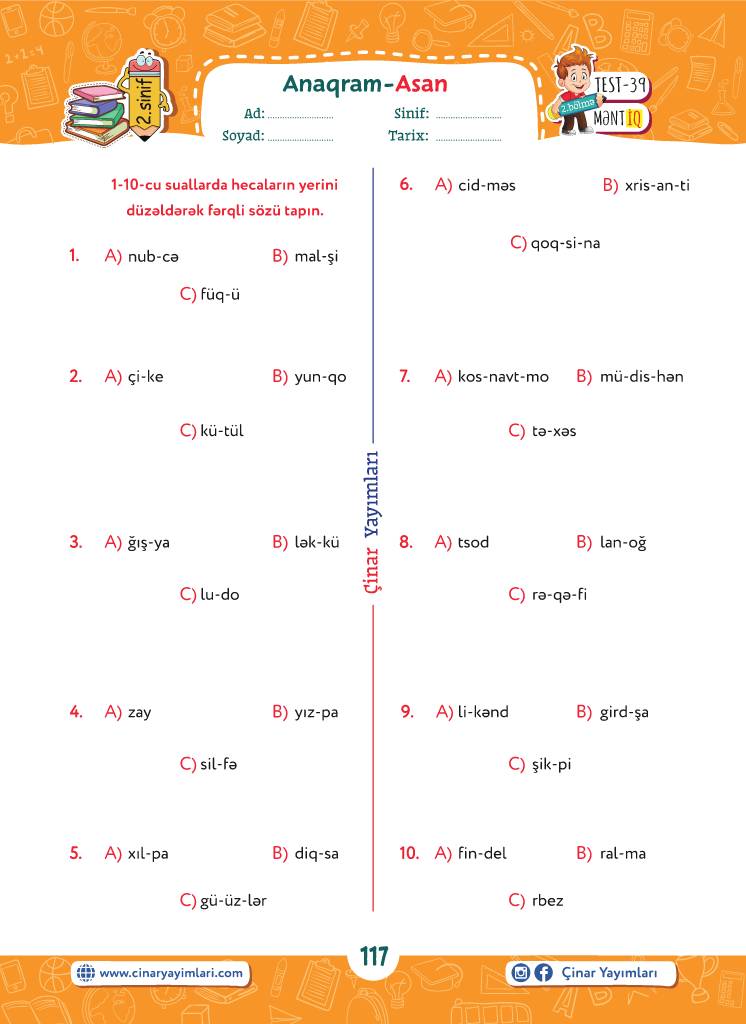 Anaqram-Asan
Ad: ........................ Sinif: ........................
Soyad: ........................ Tarix: ........................
2.sinif
TEST-39
2.bölmə
MƏNTİQ
1-10-cu suallarda hecaların yerini
düzəldərək fərqli sözü tapın.
1. A) nub-cə B) mal-şi
C) füq-ü
2. A) çi-ke B) yun-qo
C) kü-tül
3. A) ğış-ya B) lək-kü
C) lu-do
4. A) zay B) yız-pa
C) sil-fə
5. A) xıl-pa B) diq-sa
C) gü-üz-lər
Çinar Yayımları
6. A) cid-məs B) xris-an-ti
C) qoq-si-na
7. A) kos-navt-mo B) mü-dis-hən
C) tə-xəs
8. A) tsod B) lan-oğ
C) rə-qə-fi
9. A) li-kənd B) gird-şa
C) şik-pi
10. A) fin-del B) ral-ma
C) rbez
www.cinaryayimlari.com
117
Çinar Yayımları